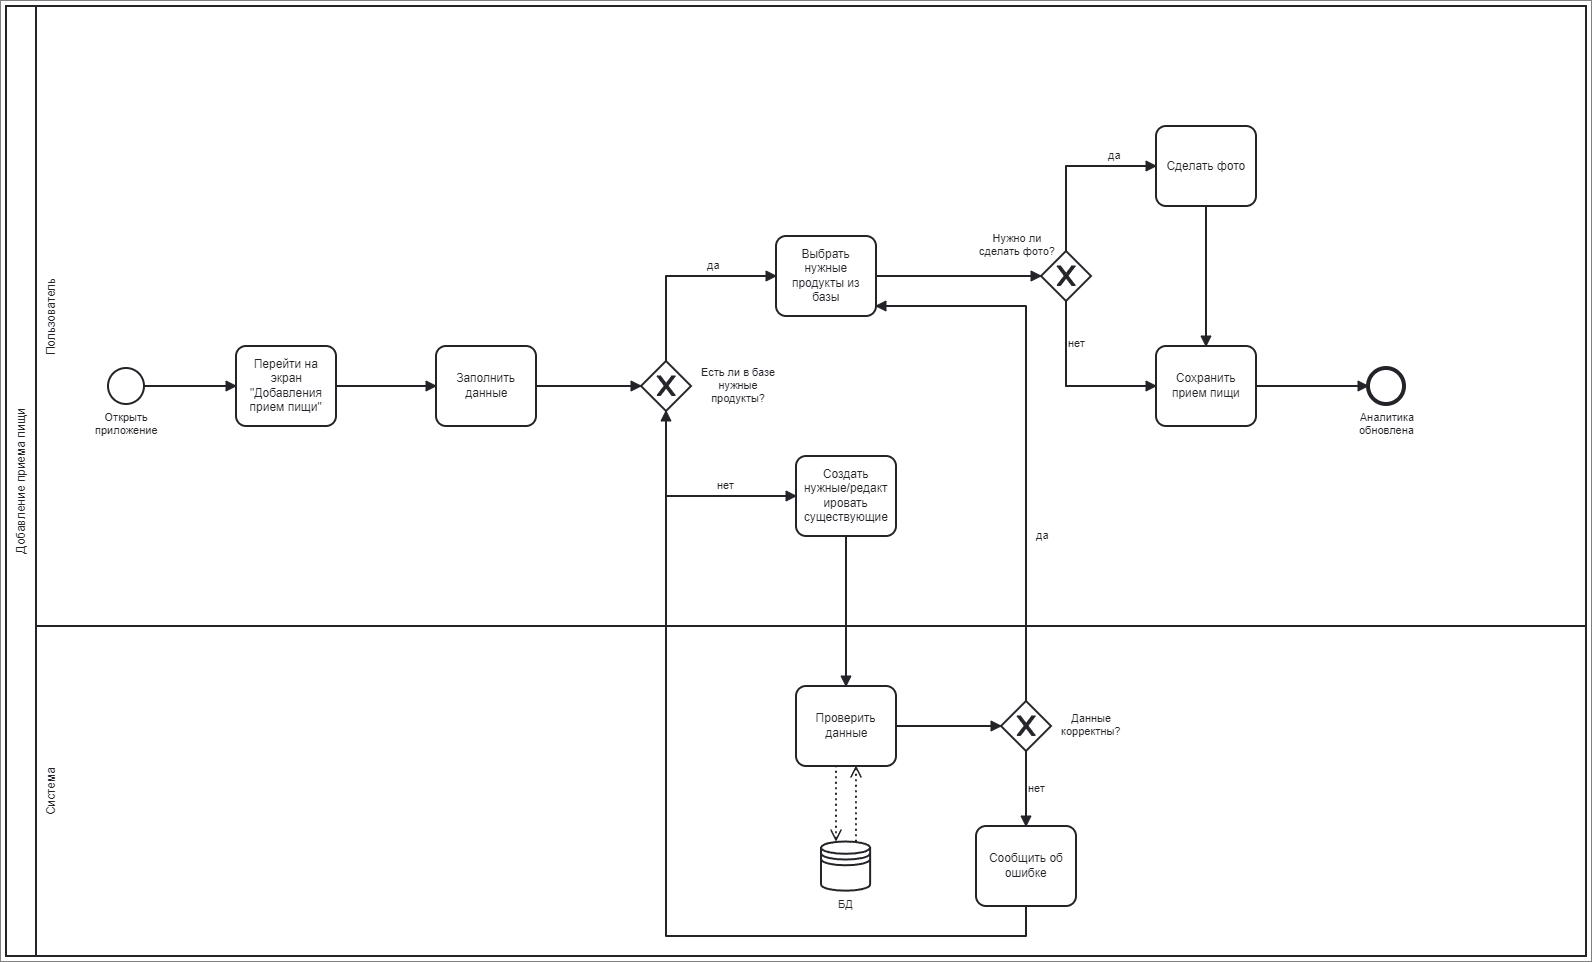 Добавление приема пищи
Пользователь
Открыть
приложение
Перейти на
экран
"Добавления
прием пищи"
Заполнить
данные
Есть ли в базе
нужные
продукты?
да
Выбрать
нужные
продукты из
базы
Нужно ли
сделать фото?
да
Сделать фото
нет
Сохранить
прием пищи
Аналитика
обновлена
нет
Создать
нужные/редакт
ировать
существующие
да
Система
Проверить
данные
Данные
корректны?
нет
Сообщить об
ошибке
БД